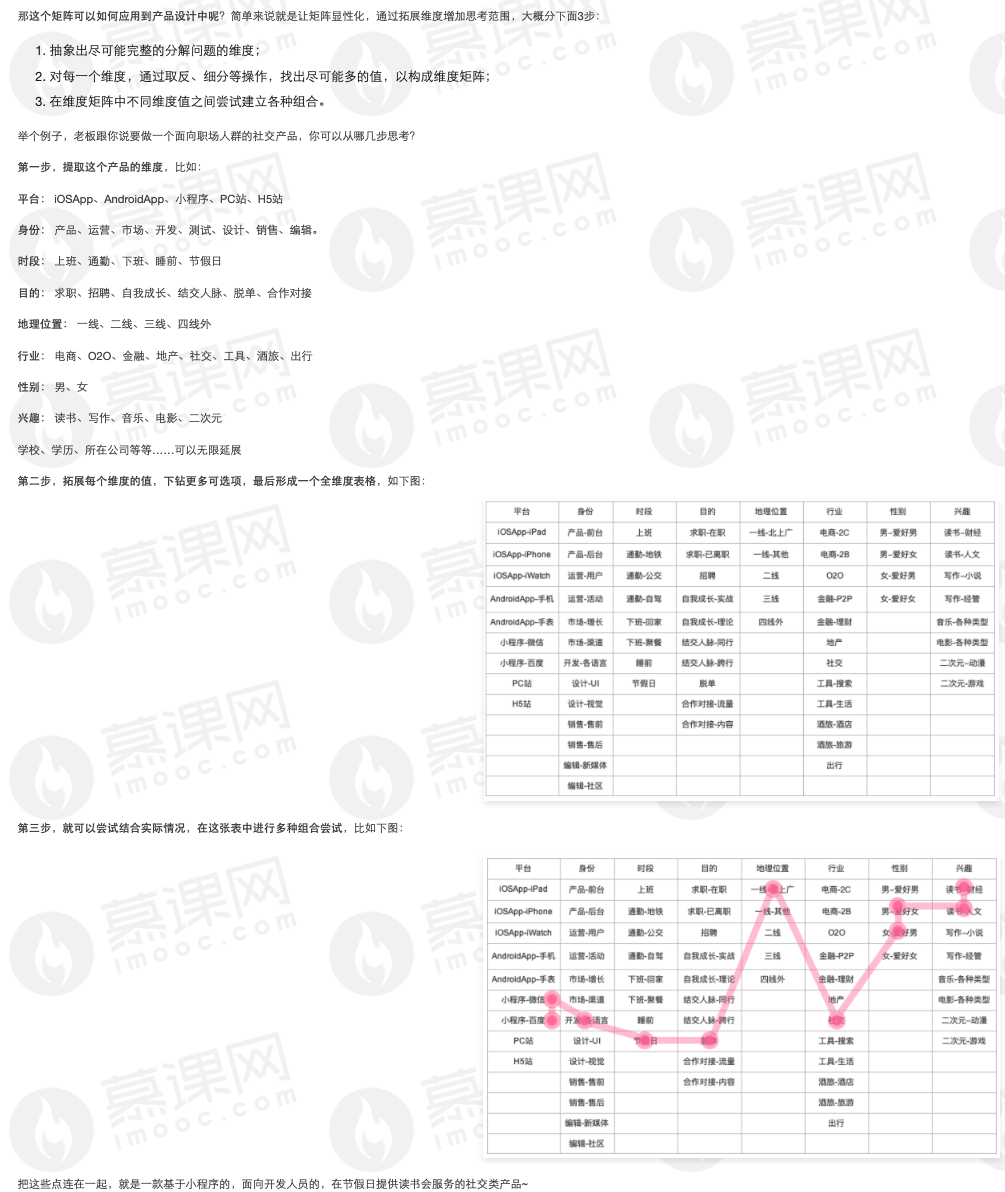 那这个矩阵可以如何应用到产品设计中呢？简单来说就是让矩阵显性化，通过拓展维度增加思考范围，大概分下面3步：
1. 抽象出尽可能完整的分解问题的维度；
2. 对每一个维度，通过取反、细分等操作，找出尽可能多的值，以构成维度矩阵；
3. 在维度矩阵中不同维度值之间尝试建立各种组合。
举个例子，老板跟你说要做一个面向职场人群的社交产品，你可以从哪几步思考？
第一步，提取这个产品的维度，比如：
平台： iOSApp、AndroidApp、小程序、PC站、H5站
身份： 产品、运营、市场、开发、测试、设计、销售、编辑。
时段： 上班、通勤、下班、睡前、节假日
目的： 求职、招聘、自我成长、结交人脉、脱单、合作对接
地理位置： 一线、二线、三线、四线外
行业： 电商、O2O、金融、地产、社交、工具、酒旅、出行
性别： 男、女
兴趣： 读书、写作、音乐、电影、二次元
学校、学历、所在公司等等……可以无限延展
第二步，拓展每个维度的值，下钻更多可选项，最后形成一个全维度表格，如下图：
平台 身份 时段 目的 地理位置 行业 性别 兴趣
iOSApp-iPad 产品-前台 上班 求职-在职 一线-北上广 电商-2C 男-爱好男 读书-财经
iOSApp-iPhone 产品-后台 通勤-地铁 求职-已离职 一线-其他 电商-2B 男-爱好女 读书-人文
iOSApp-iWatch 运营-用户 通勤-公交 招聘 二线 O2O 女-爱好男 写作-小说
AndroidApp-手机 运营-活动 通勤-自驾 自我成长-实战 三线 金融-P2P 女-爱好女 写作-经管
AndroidApp-手表 市场-增长 下班-回家 自我成长-理论 四线外 金融-理财 音乐-各种类型
小程序-微信 市场-渠道 下班-聚餐 结交人脉-同行 地产 电影-各种类型
小程序-百度 开发-各语言 睡前 结交人脉-跨行 社交 二次元-动漫
PC站 设计-UI 节假日 脱单 工具-搜索 二次元-游戏
H5站 设计-视觉 合作对接-流量 工具-生活
销售-售前 合作对接-内容 酒旅-酒店
销售-售后 酒旅-旅游
编辑-新媒体 出行
编辑-社区
第三步，就可以尝试结合实际情况，在这张表中进行多种组合尝试，比如下图：
平台 身份 时段 目的 地理位置 行业 性别 兴趣
iOSApp-iPad 产品-前台 上班 求职-在职 一线-北上广 电商-2C 男-爱好男 读书-财经
iOSApp-iPhone 产品-后台 通勤-地铁 求职-已离职 一线-其他 电商-2B 男-爱好女 读书-人文
iOSApp-iWatch 运营-用户 通勤-公交 招聘 二线 O2O 女-爱好男 写作-小说
AndroidApp-手机 运营-活动 通勤-自驾 自我成长-实战 三线 金融-P2P 女-爱好女 写作-经管
AndroidApp-手表 市场-增长 下班-回家 自我成长-理论 四线外 金融-理财 音乐-各种类型
小程序-微信 市场-渠道 下班-聚餐 结交人脉-同行 地产 电影-各种类型
小程序-百度 开发-各语言 睡前 结交人脉-跨行 社交 二次元-动漫
PC站 设计-UI 节假日 脱单 工具-搜索 二次元-游戏
H5站 设计-视觉 合作对接-流量 工具-生活
销售-售前 合作对接-内容 酒旅-酒店
销售-售后 酒旅-旅游
编辑-新媒体 出行
编辑-社区
把这些点连在一起，就是一款基于小程序的，面向开发人员的，在节假日提供读书会服务的社交类产品~
慕课网
imooc.com